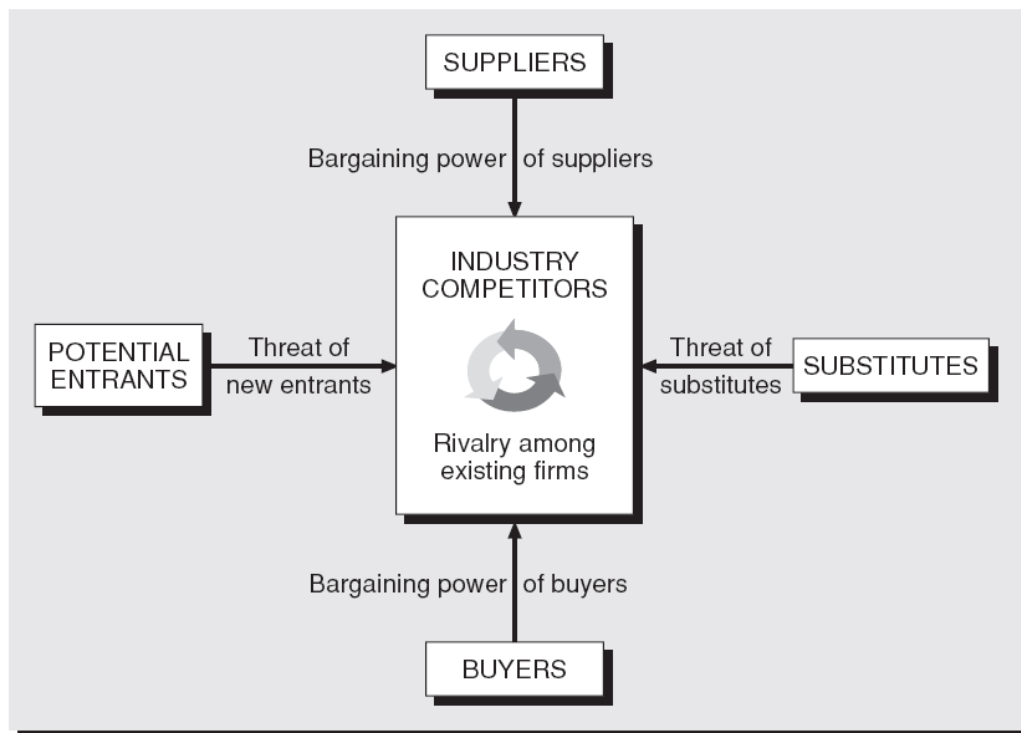 SUPPLIERS
Bargaining power of suppliers
INDUSTRY
COMPETITORS
POTENTIAL
ENTRANTS
Threat of
new entrants
Threat of
substitutes
SUBSTITUTES
Rivalry among
existing firms
Bargaining power of buyers
BUYERS